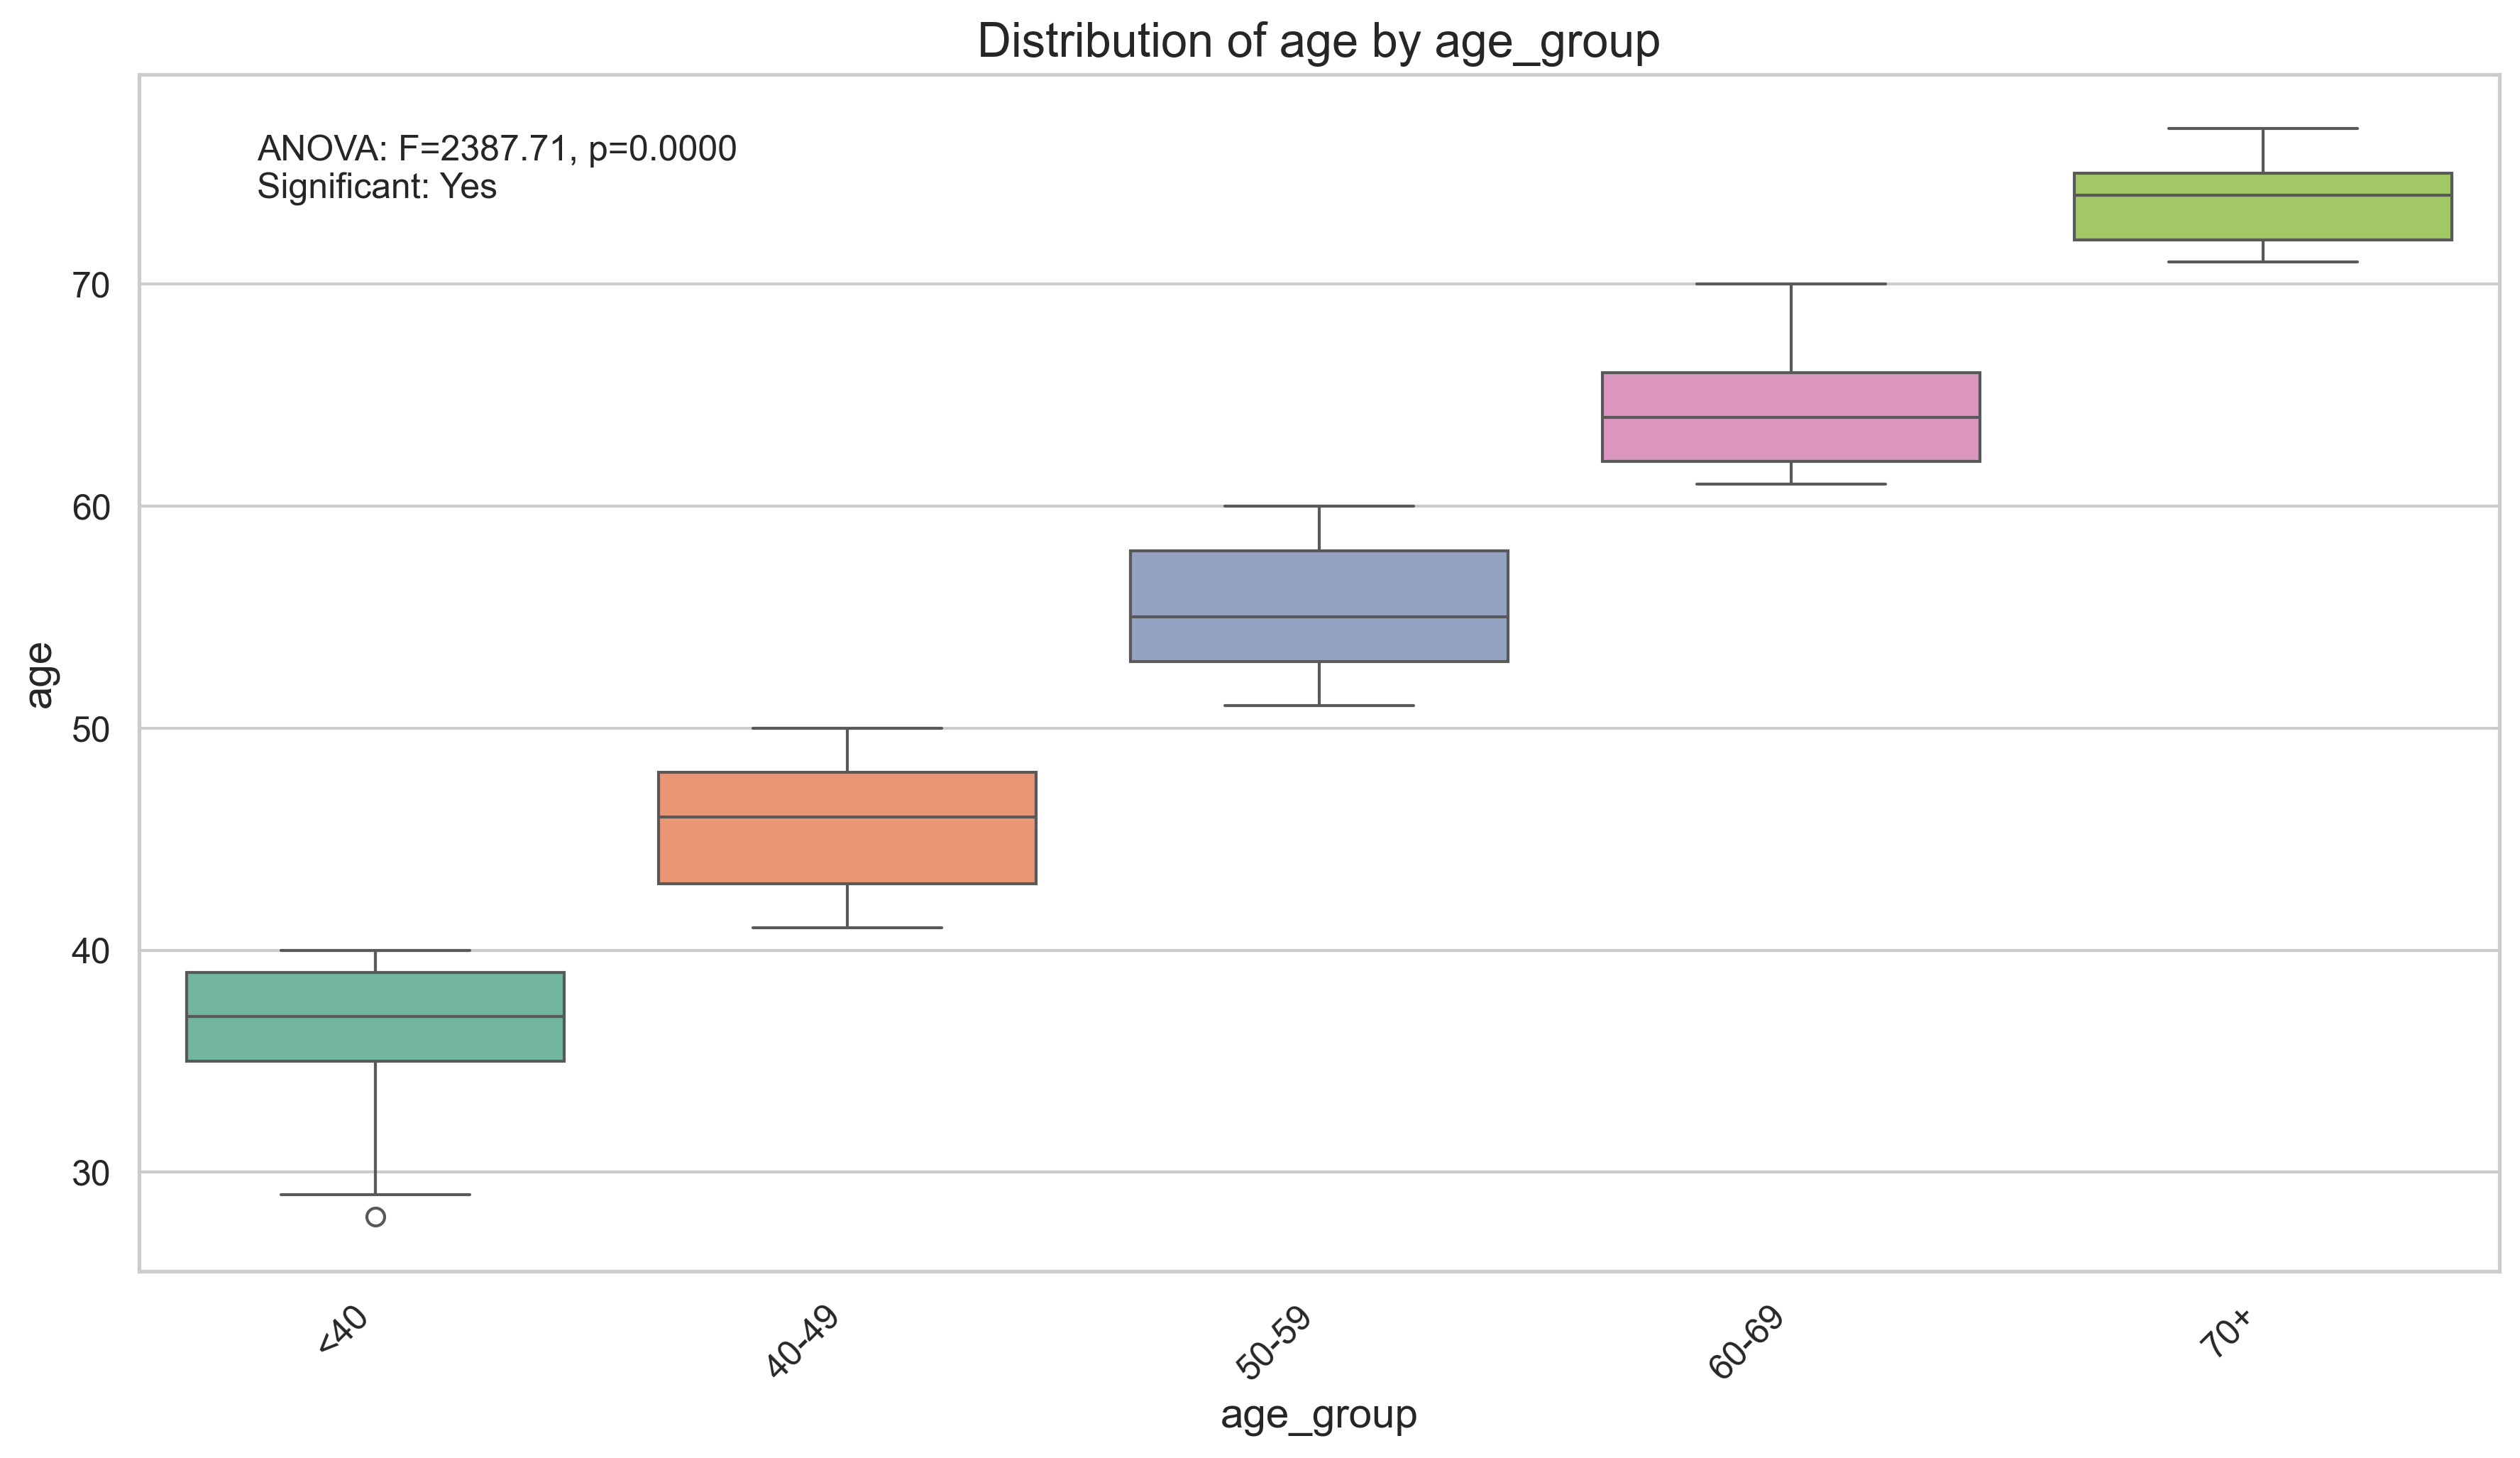 Distribution of age by age_group
ANOVA: F=2387.71, p=0.0000
Significant: Yes
70
60
50
40
30
age
<40
40-49
50-59
60-69
70+
age_group